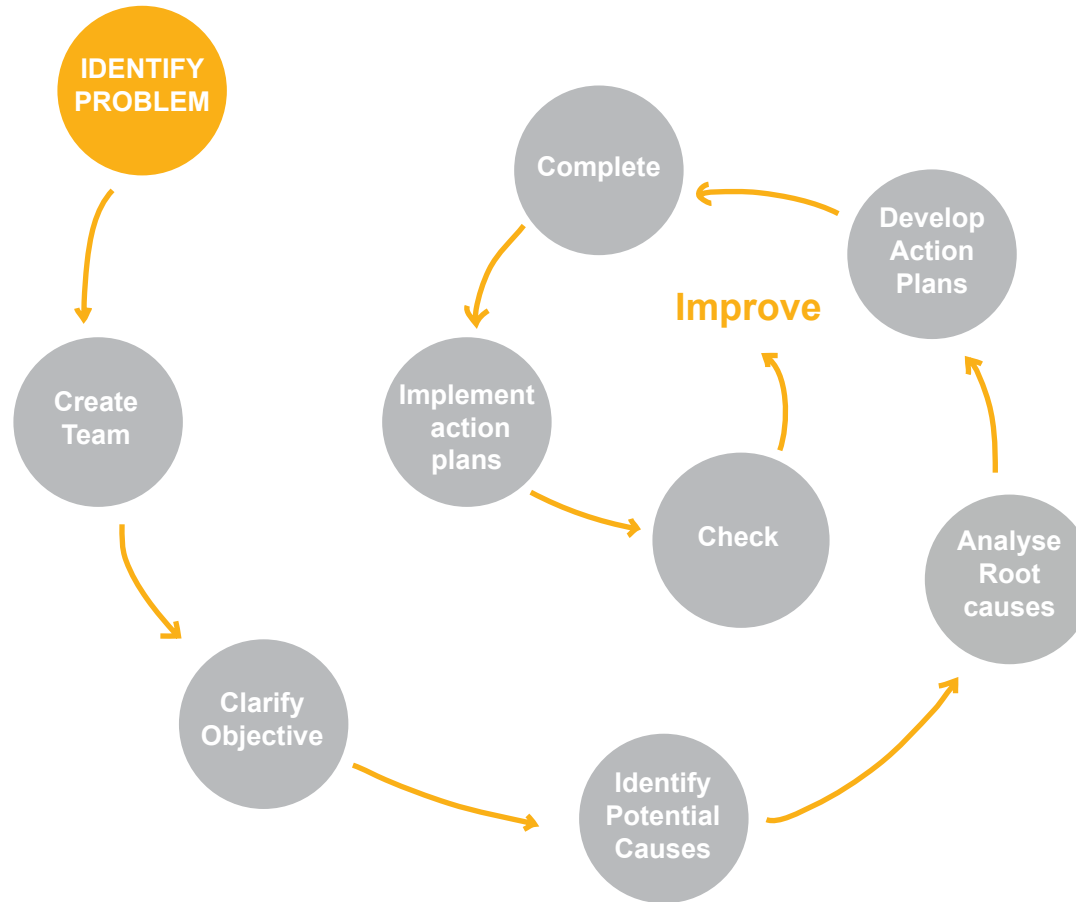 IDENTIFY
PROBLEM
Create
Team
Clarify
Objective
Identify
Potential
Causes
Analyse
Root
causes
Develop
Action
Plans
Complete
Implement
action
plans
Check
Improve